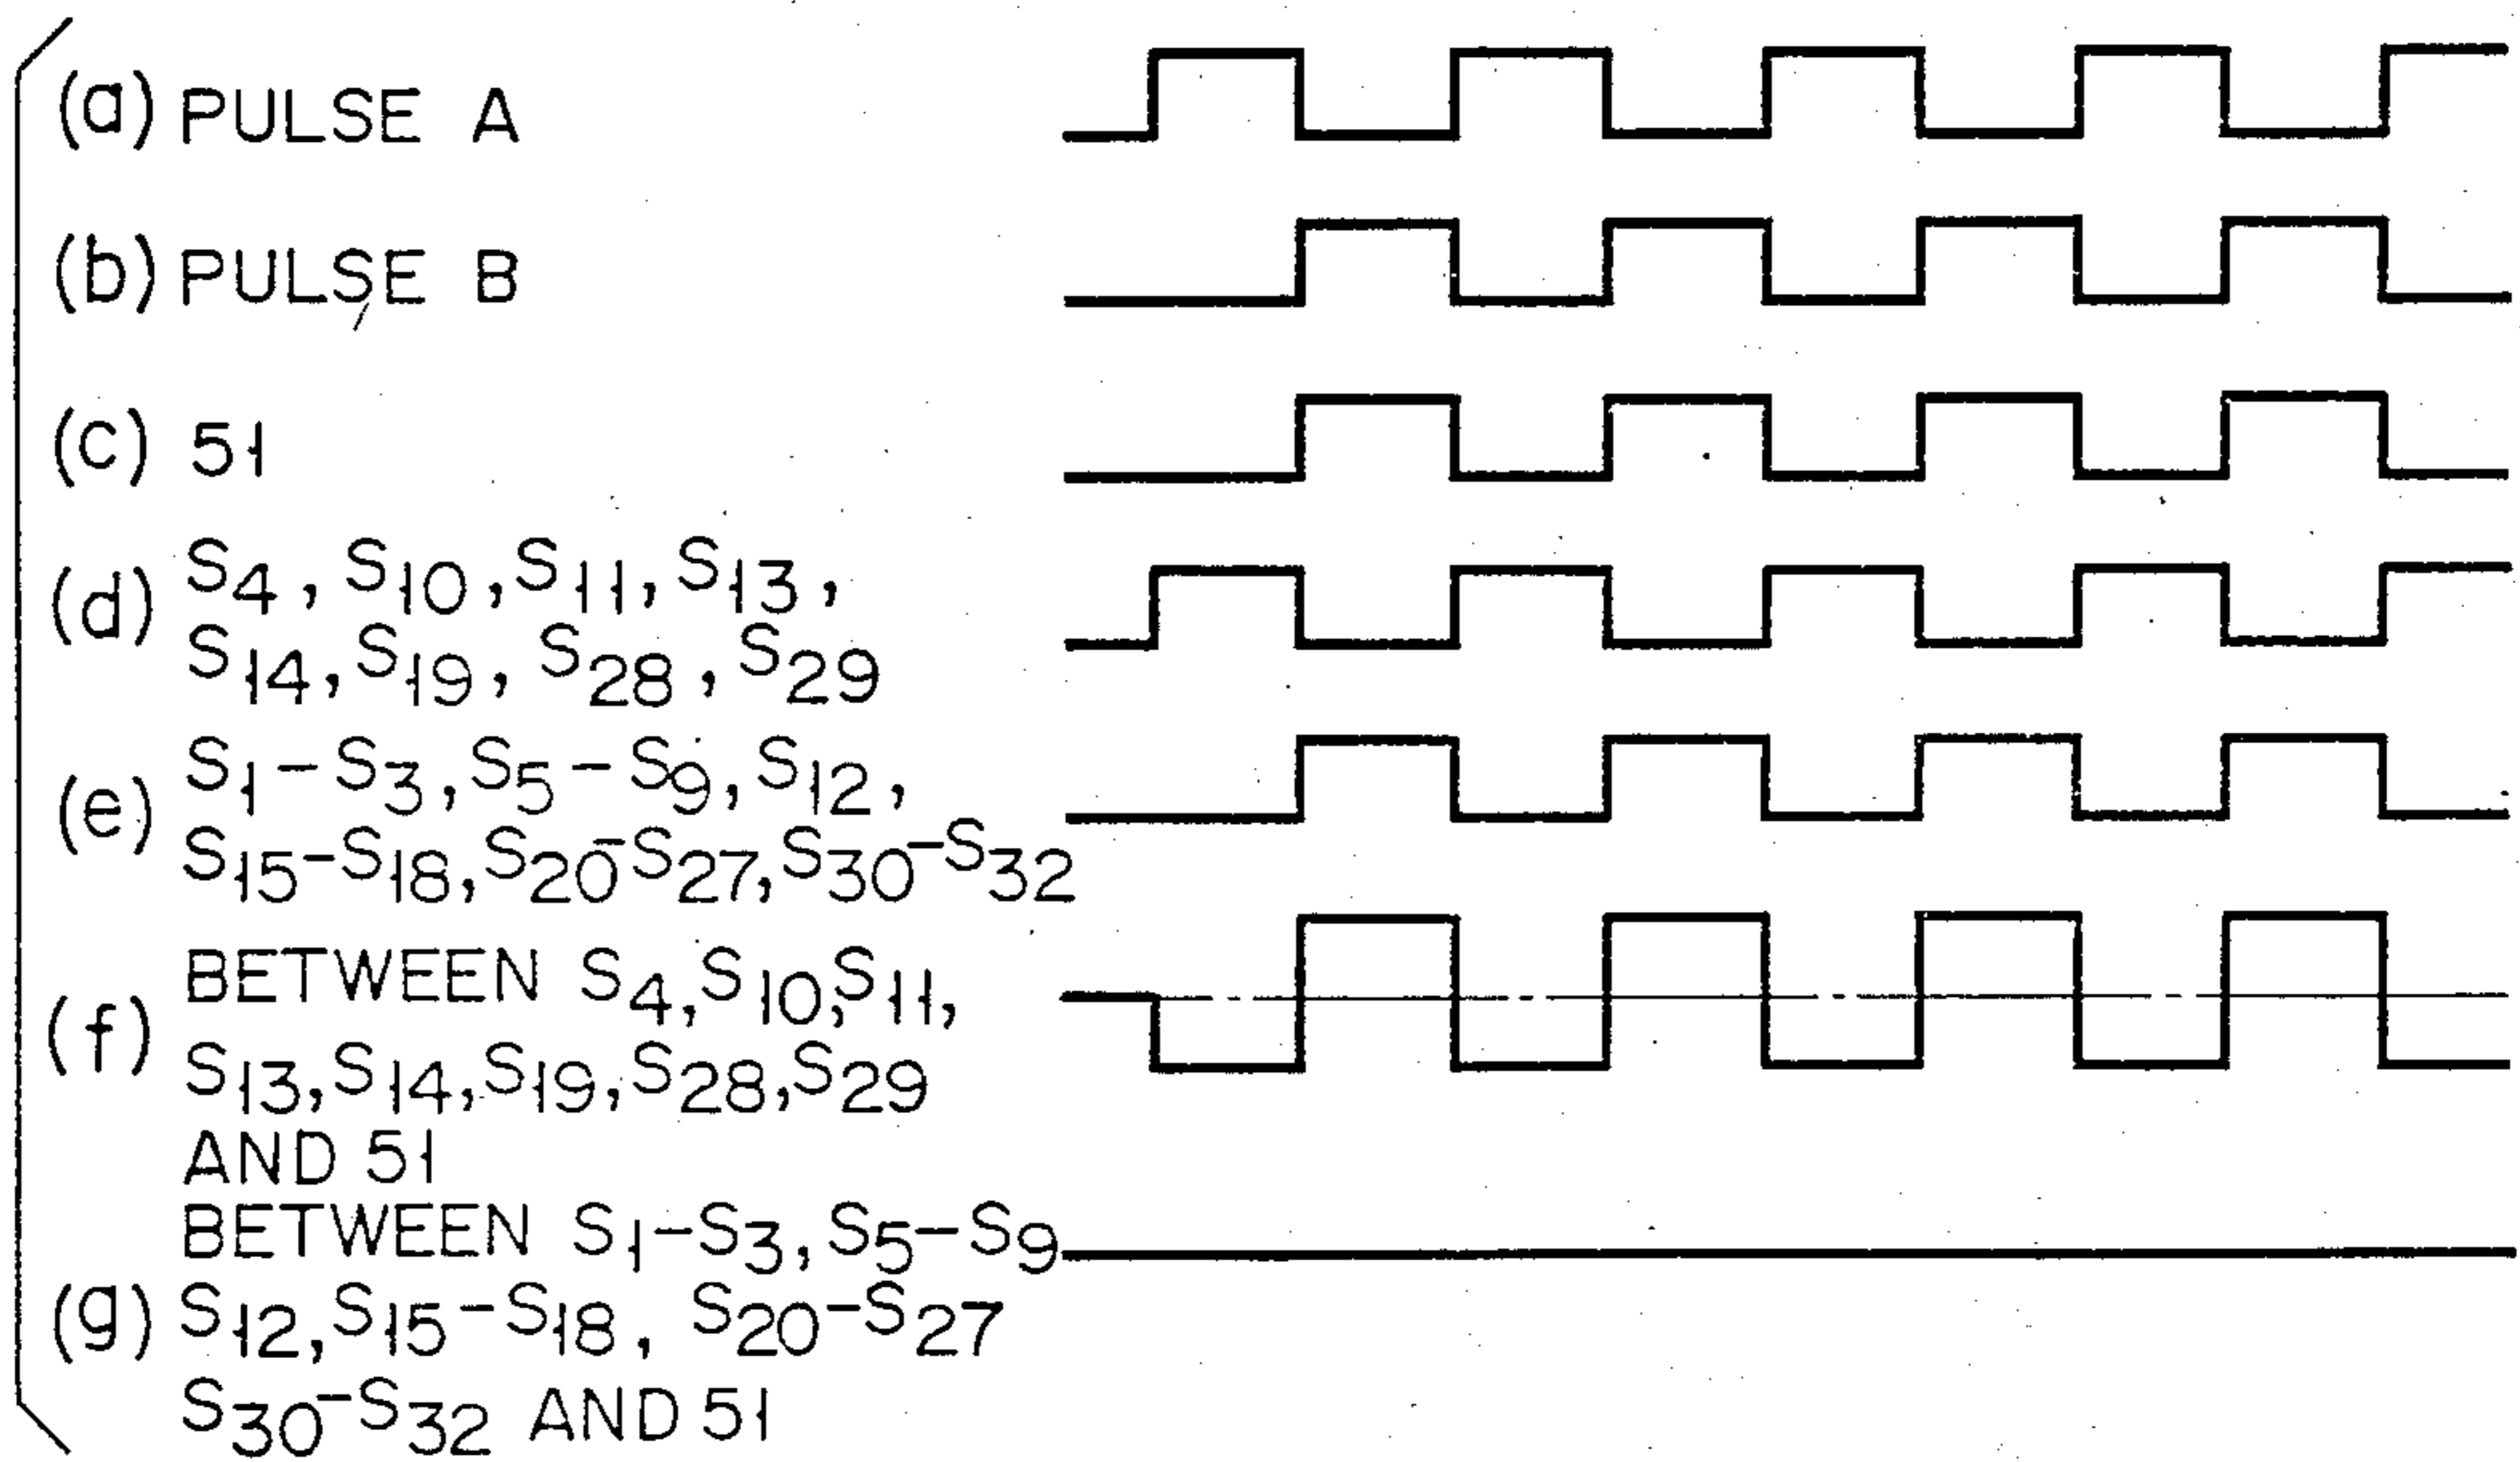 (a) PULSE A
(b) PULSE B
(c) 51
(d) S4, S10, S11, S13,
S14, S19, S28, S29
(e) S1-S3, S5-S9, S12,
S15-S18, S20-S27, S30-S32
(f) BETWEEN S4, S10, S11,
S13, S14, S19, S28, S29
AND 51
(g) BETWEEN S1-S3, S5-S9
S12, S15-S18, S20-S27
S30-S32 AND 51